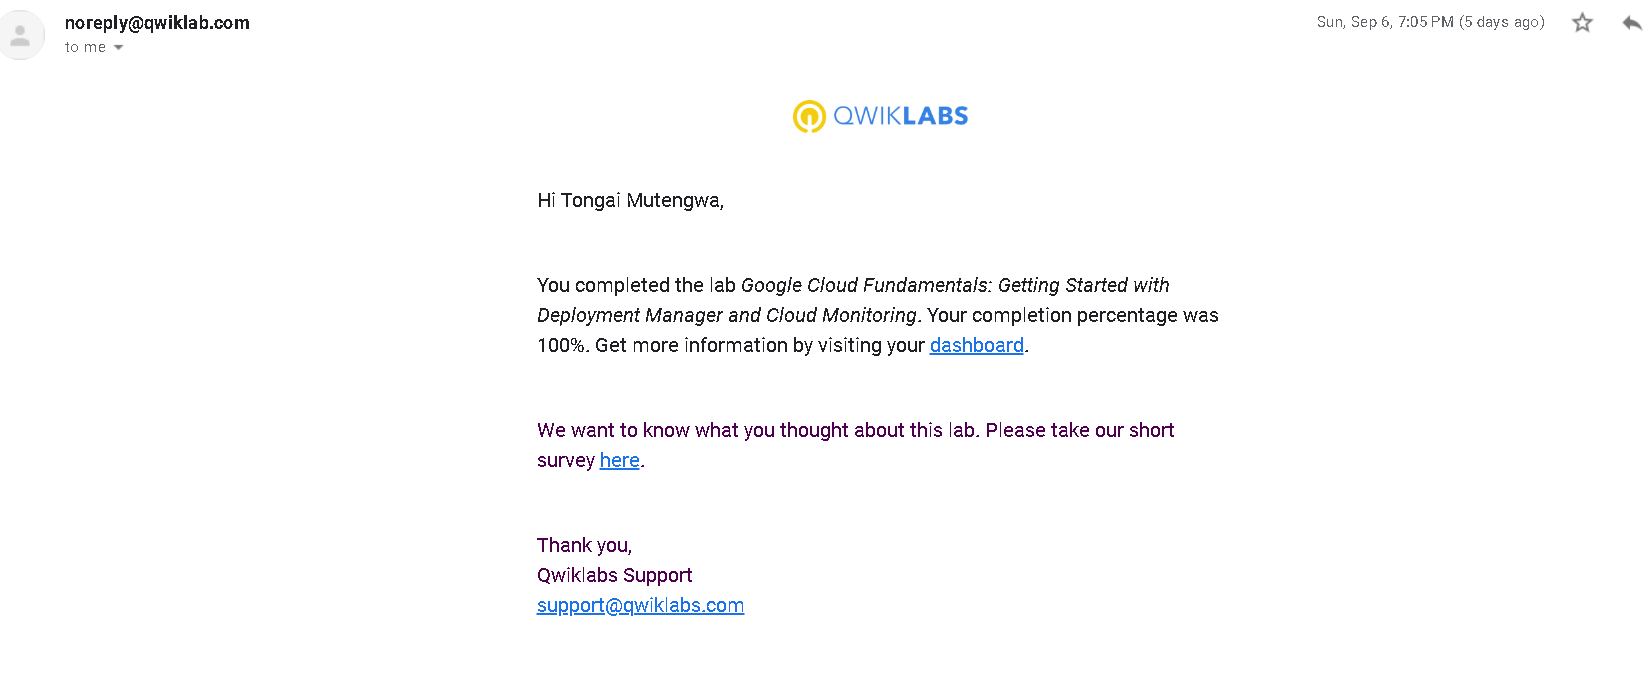 noreply@qwiklab.com
Sun, Sep 6, 7:05 PM (5 days ago)
to me
QWIKLABS
Hi Tongai Mutengwa,
You completed the lab Google Cloud Fundamentals: Getting Started with
Deployment Manager and Cloud Monitoring. Your completion percentage was
100%. Get more information by visiting your dashboard.
We want to know what you thought about this lab. Please take our short
survey here.
Thank you,
Qwiklabs Support
support@qwiklabs.com